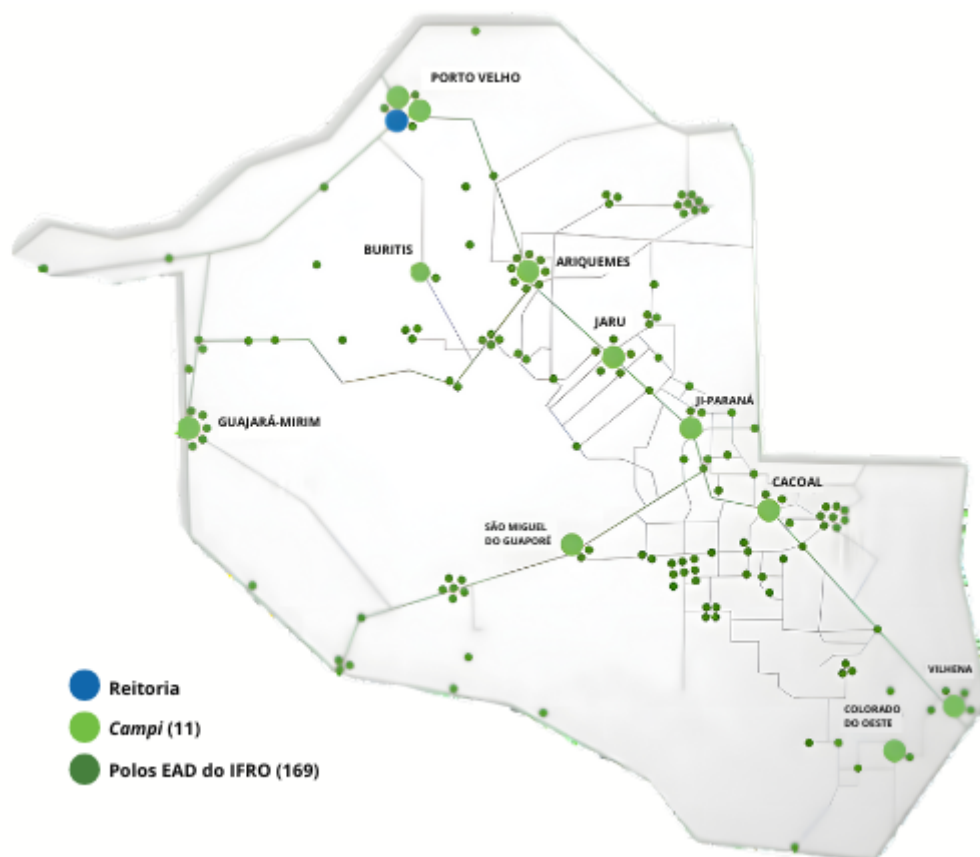 PORTO VELHO
BURITIS
ARIQUEMES
JARU
JI-PARANÁ
GUAJARÁ-MIRIM
CACOAL
SÃO MIGUEL
DO GUAPORÉ
VILHENA
COLORADO
DO OESTE
Reitoria
Campi (11)
Polos EAD do IFRO (169)